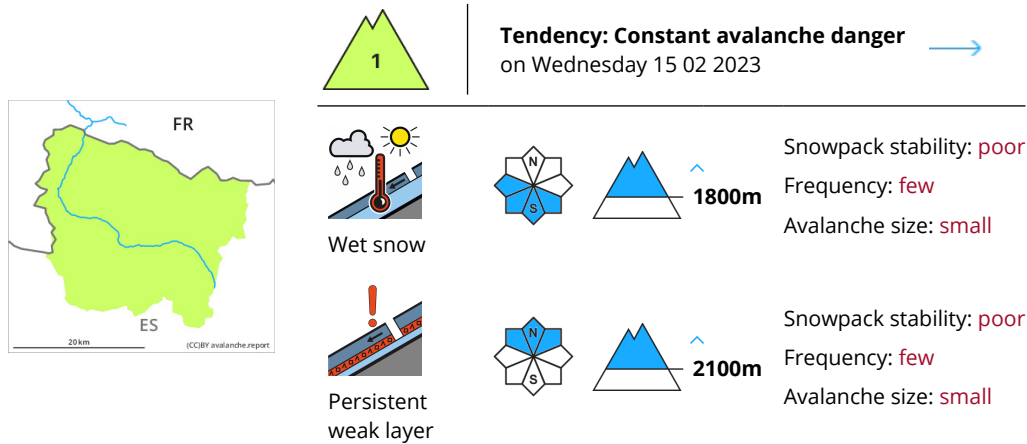 1
Tendency: Constant avalanche danger
on Wednesday 15 02 2023
FR
ES
20 km
(CC)BY avalanche.report
Wet snow
N
S
1800m
Snowpack stability: poor
Frequency: few
Avalanche size: small
Persistent
weak layer
N
S
2100m
Snowpack stability: poor
Frequency: few
Avalanche size: small